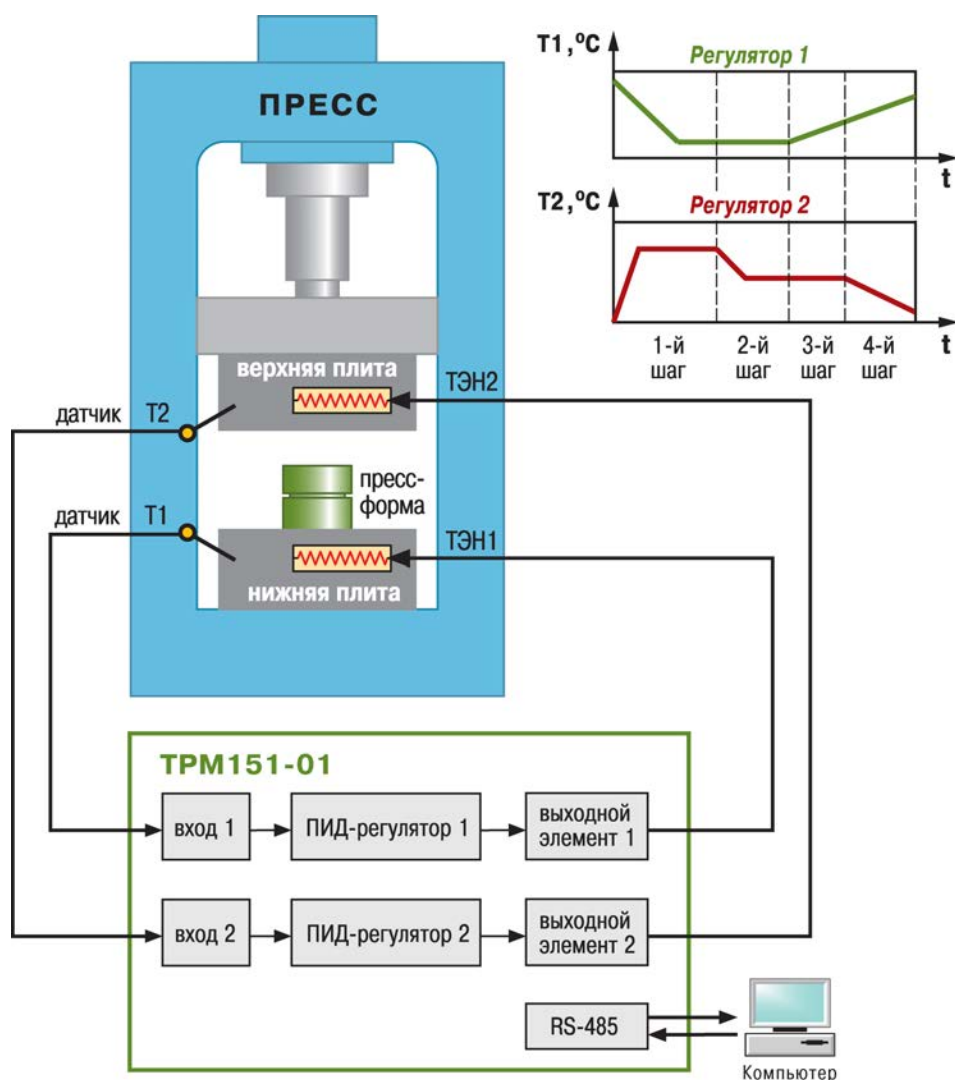 ПРЕСС
T1,ºC
Регулятор 1
t
T2,ºC
Регулятор 2
t
1-й
шаг
2-й
шаг
3-й
шаг
4-й
шаг
верхняя плита
ТЭН2
датчик T2
пресс-
форма
датчик T1
ТЭН1
нижняя плита
ТРМ151-01
вход 1
ПИД-регулятор 1
выходной
элемент 1
вход 2
ПИД-регулятор 2
выходной
элемент 2
RS-485
Компьютер